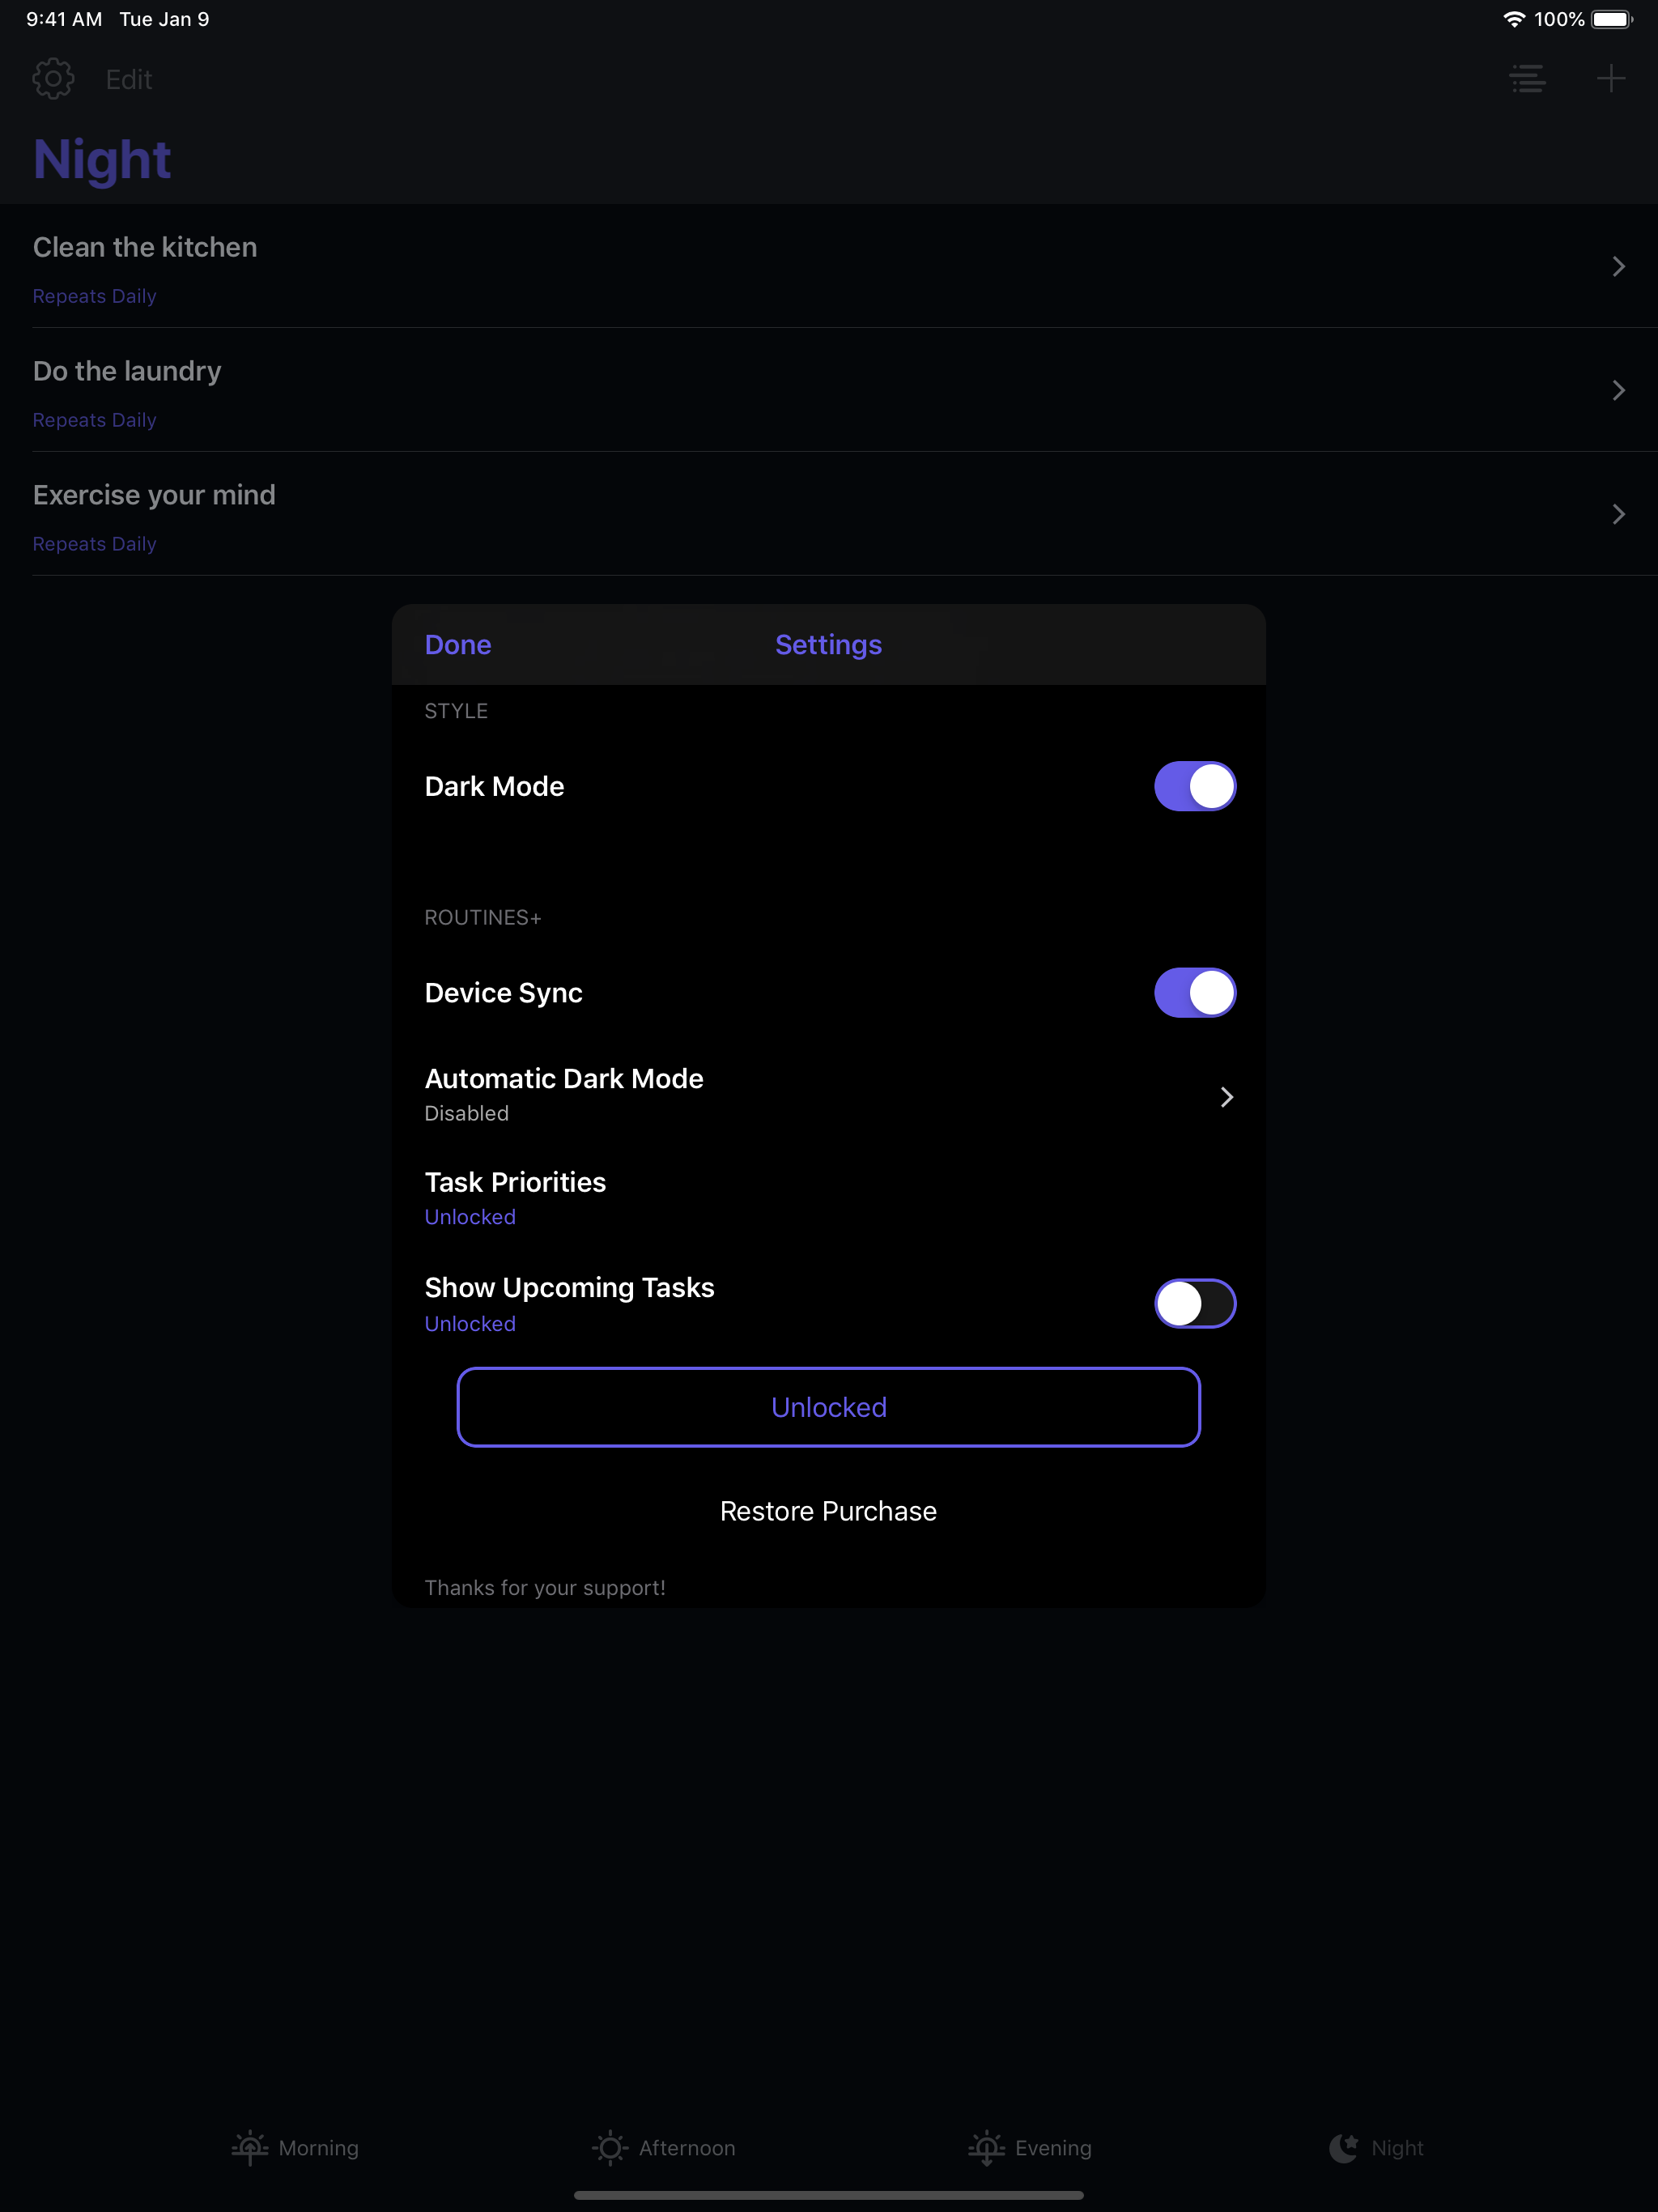 9:41 AM Tue Jan 9 100%
Edit
Night
Clean the kitchen
Repeats Daily
Do the laundry
Repeats Daily
Exercise your mind
Repeats Daily
Done Settings
STYLE
Dark Mode
ROUTINES+
Device Sync
Automatic Dark Mode
Disabled
Task Priorities
Unlocked
Show Upcoming Tasks
Unlocked
Unlocked
Restore Purchase
Thanks for your support!
Morning Afternoon Evening Night